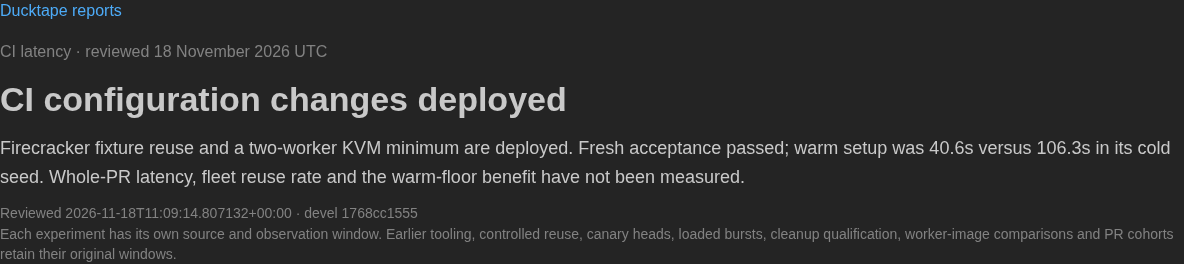 Ducktape reports
CI latency · reviewed 18 November 2026 UTC
CI configuration changes deployed
Firecracker fixture reuse and a two-worker KVM minimum are deployed. Fresh acceptance passed; warm setup was 40.6s versus 106.3s in its cold
seed. Whole-PR latency, fleet reuse rate and the warm-floor benefit have not been measured.
Reviewed 2026-11-18T11:09:14.807132+00:00 · devel 1768cc1555
Each experiment has its own source and observation window. Earlier tooling, controlled reuse, canary heads, loaded bursts, cleanup qualification, worker-image comparisons and PR cohorts
retain their original windows.